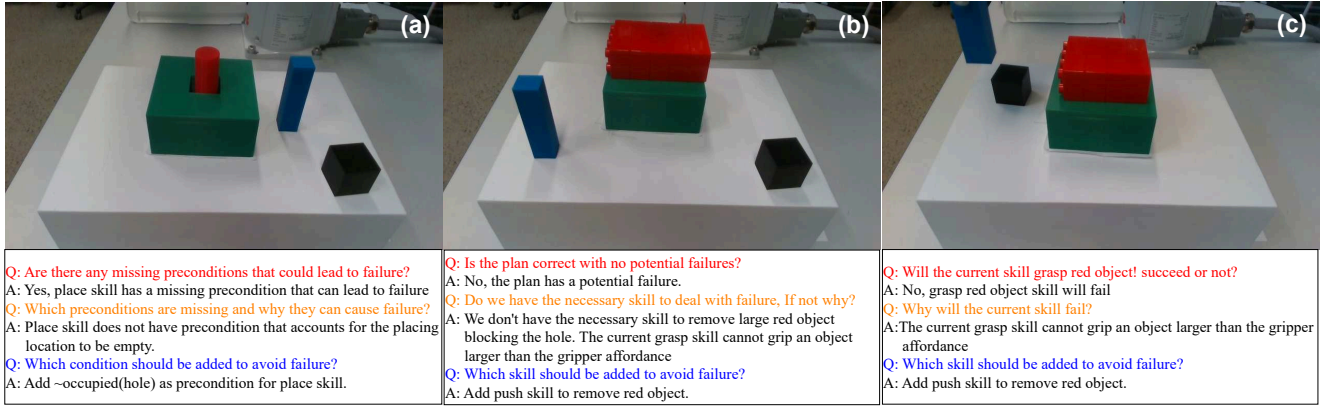 (a)
Q: Are there any missing preconditions that could lead to failure?
A: Yes, place skill has a missing precondition that can lead to failure
Q: Which preconditions are missing and why they can cause failure?
A: Place skill does not have precondition that accounts for the placing
location to be empty.
Q: Which condition should be added to avoid failure?
A: Add ~occupied(hole) as precondition for place skill.
(b)
Q: Is the plan correct with no potential failures?
A: No, the plan has a potential failure.
Q: Do we have the necessary skill to deal with failure, If not why?
A: We don't have the necessary skill to remove large red object
blocking the hole. The current grasp skill cannot grip an object
larger than the gripper affordance
Q: Which skill should be added to avoid failure?
A: Add push skill to remove red object.
(c)
Q: Will the current skill grasp red object! succeed or not?
A: No, grasp red object skill will fail
Q: Why will the current skill fail?
A:The current grasp skill cannot grip an object larger than the gripper
affordance
Q: Which skill should be added to avoid failure?
A: Add push skill to remove red object.